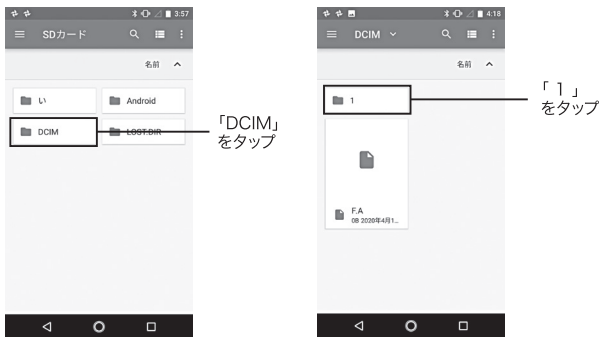 3:57
SDカード
名前
い
Android
DCIM
LOST.DIR
「DCIM」
をタップ
4:18
DCIM
名前
1
F.A
0B 2020年4月1...
「 1 」
をタップ